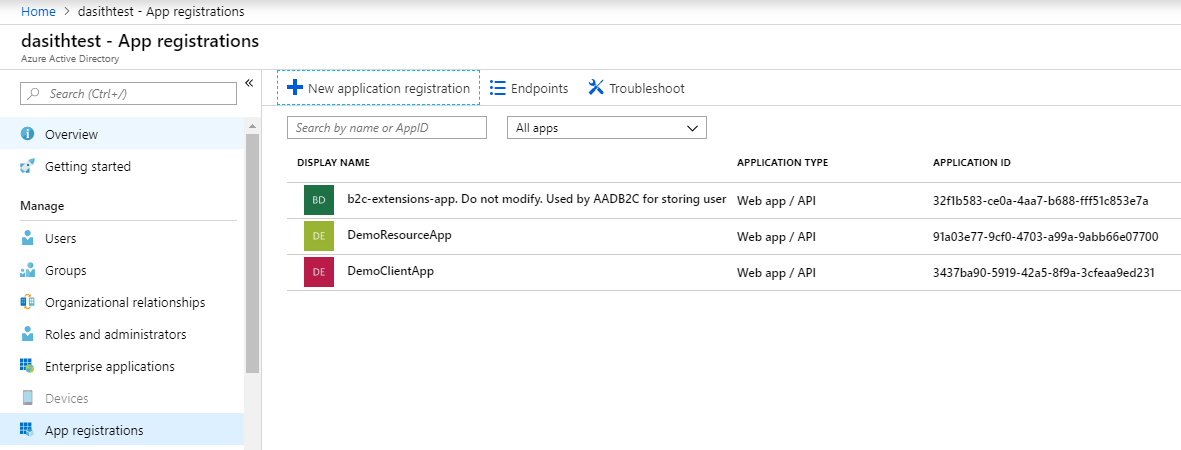 Home > dasithtest - App registrations
dasithtest - App registrations
Azure Active Directory
Search (Ctrl+/)
«
Overview
Getting started
Manage
Users
Groups
Organizational relationships
Roles and administrators
Enterprise applications
Devices
App registrations
New application registration Endpoints Troubleshoot
Search by name or AppID All apps
DISPLAY NAME APPLICATION TYPE APPLICATION ID
BD b2c-extensions-app. Do not modify. Used by AADB2C for storing user Web app / API 32f1b583-ce0a-4aa7-b688-fff51c853e7a
DE DemoResourceApp Web app / API 91a03e77-9cf0-4703-a99a-9abb66e07700
DE DemoClientApp Web app / API 3437ba90-5919-42a5-8f9a-3cfeaa9ed231